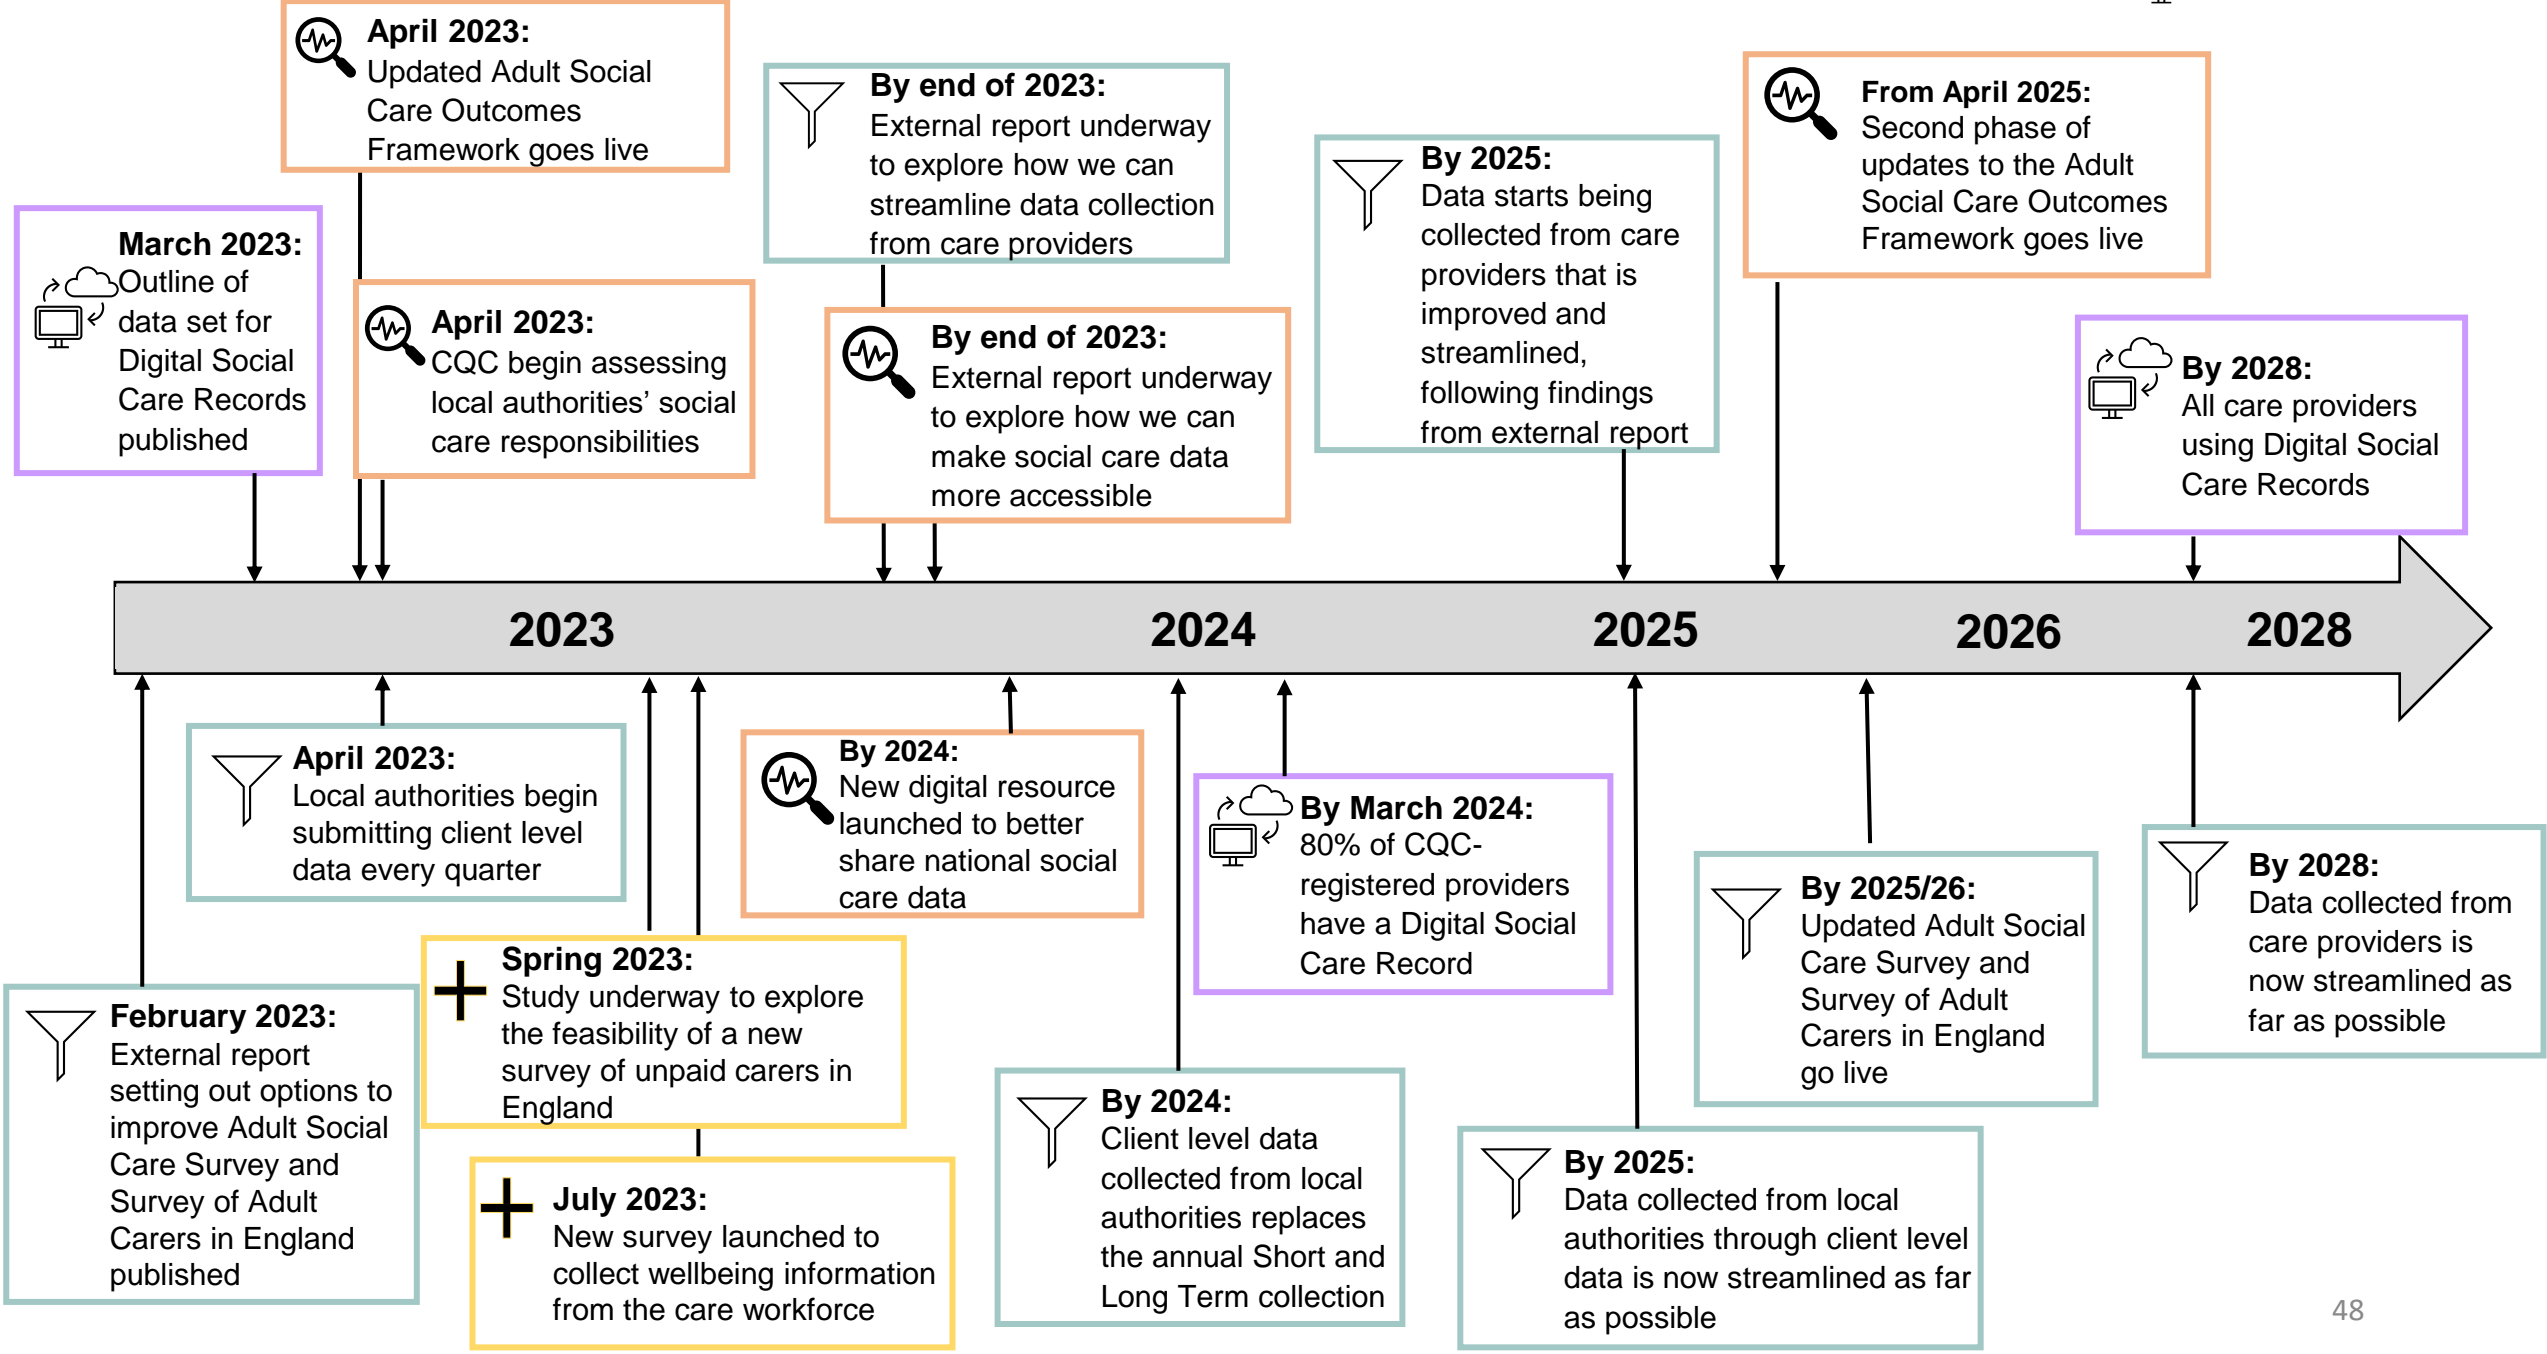 April 2023:
Updated Adult Social
Care Outcomes
Framework goes live
By end of 2023:
External report underway
to explore how we can
streamline data collection
from care providers
From April 2025:
Second phase of
updates to the Adult
Social Care Outcomes
Framework goes live
By 2025:
Data starts being
collected from care
providers that is
improved and
streamlined,
following findings
from external report
March 2023:
Outline of
data set for
Digital Social
Care Records
published
April 2023:
CQC begin assessing
local authorities’ social
care responsibilities
By end of 2023:
External report underway
to explore how we can
make social care data
more accessible
By 2028:
All care providers
using Digital Social
Care Records
2023
2024
2025
2026
2028
April 2023:
Local authorities begin
submitting client level
data every quarter
By 2024:
New digital resource
launched to better
share national social
care data
By March 2024:
80% of CQC-
registered providers
have a Digital Social
Care Record
By 2025/26:
Updated Adult Social
Care Survey and
Survey of Adult
Carers in England
go live
By 2028:
Data collected from
care providers is
now streamlined as
far as possible
February 2023:
External report
setting out options to
improve Adult Social
Care Survey and
Survey of Adult
Carers in England
published
Spring 2023:
Study underway to explore
the feasibility of a new
survey of unpaid carers in
England
July 2023:
New survey launched to
collect wellbeing information
from the care workforce
By 2024:
Client level data
collected from local
authorities replaces
the annual Short and
Long Term collection
By 2025:
Data collected from local
authorities through client level
data is now streamlined as far
as possible
48